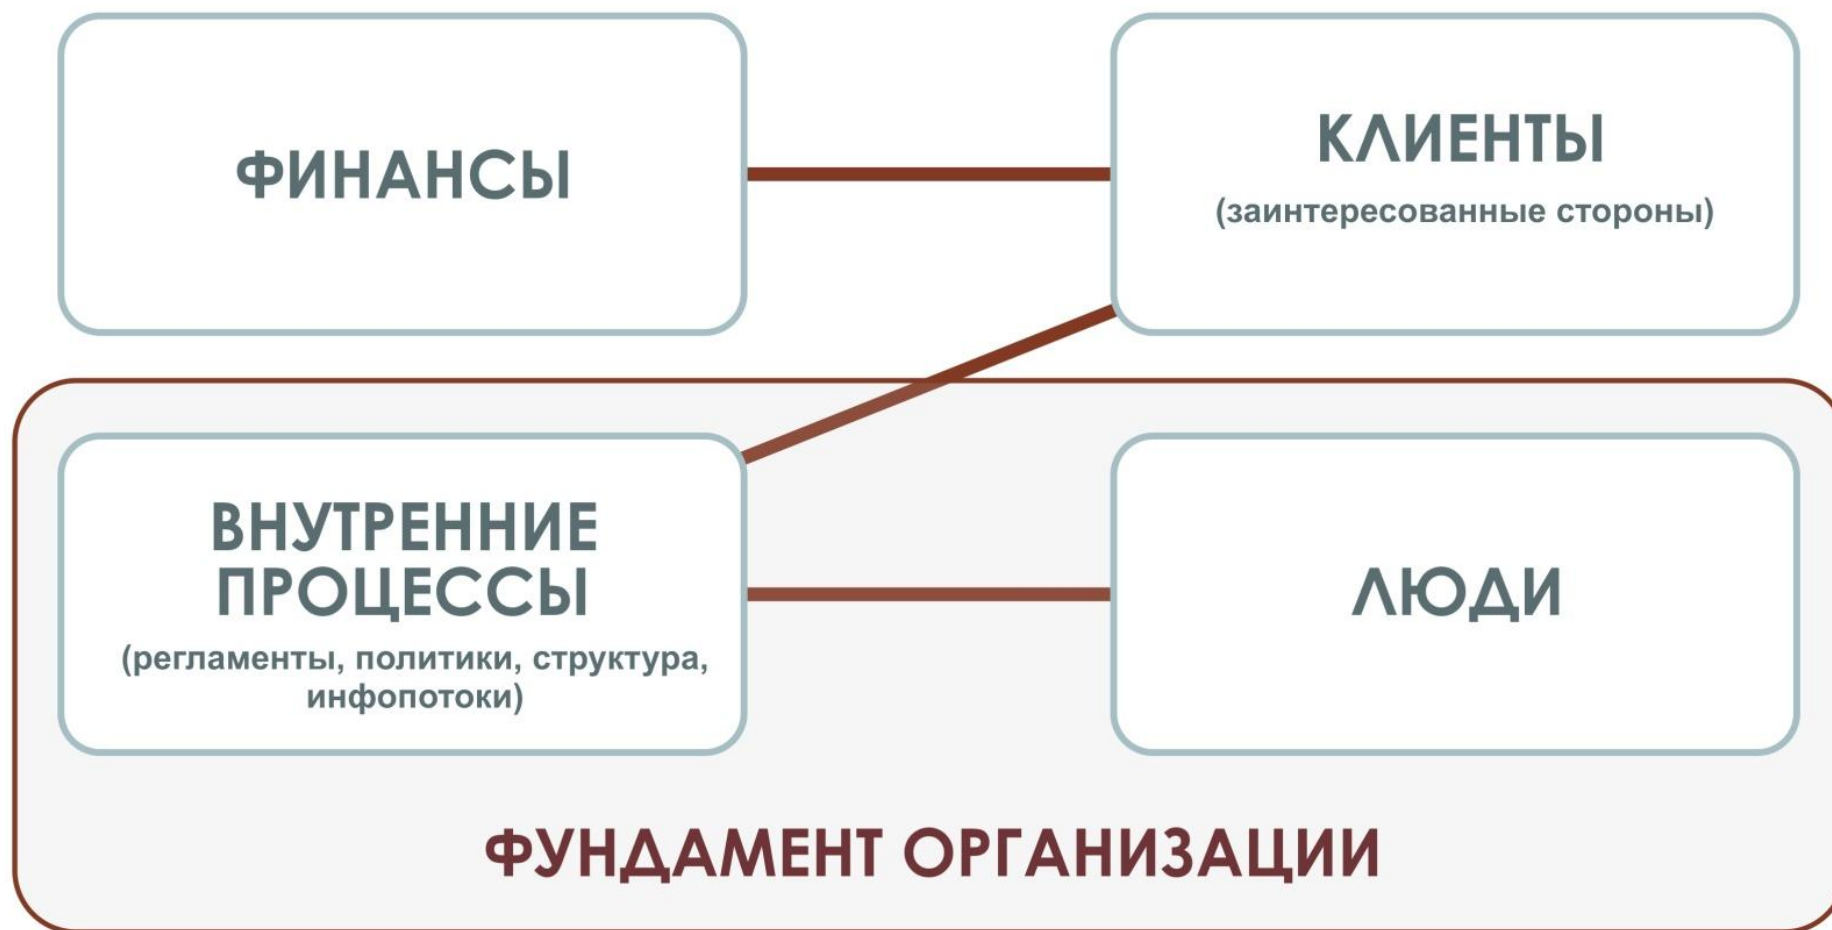 ФИНАНСЫ
КЛИЕНТЫ
(заинтересованные стороны)
ВНУТРЕННИЕ
ПРОЦЕССЫ
(регламенты, политики, структура,
инфопотоки)
ЛЮДИ
ФУНДАМЕНТ ОРГАНИЗАЦИИ